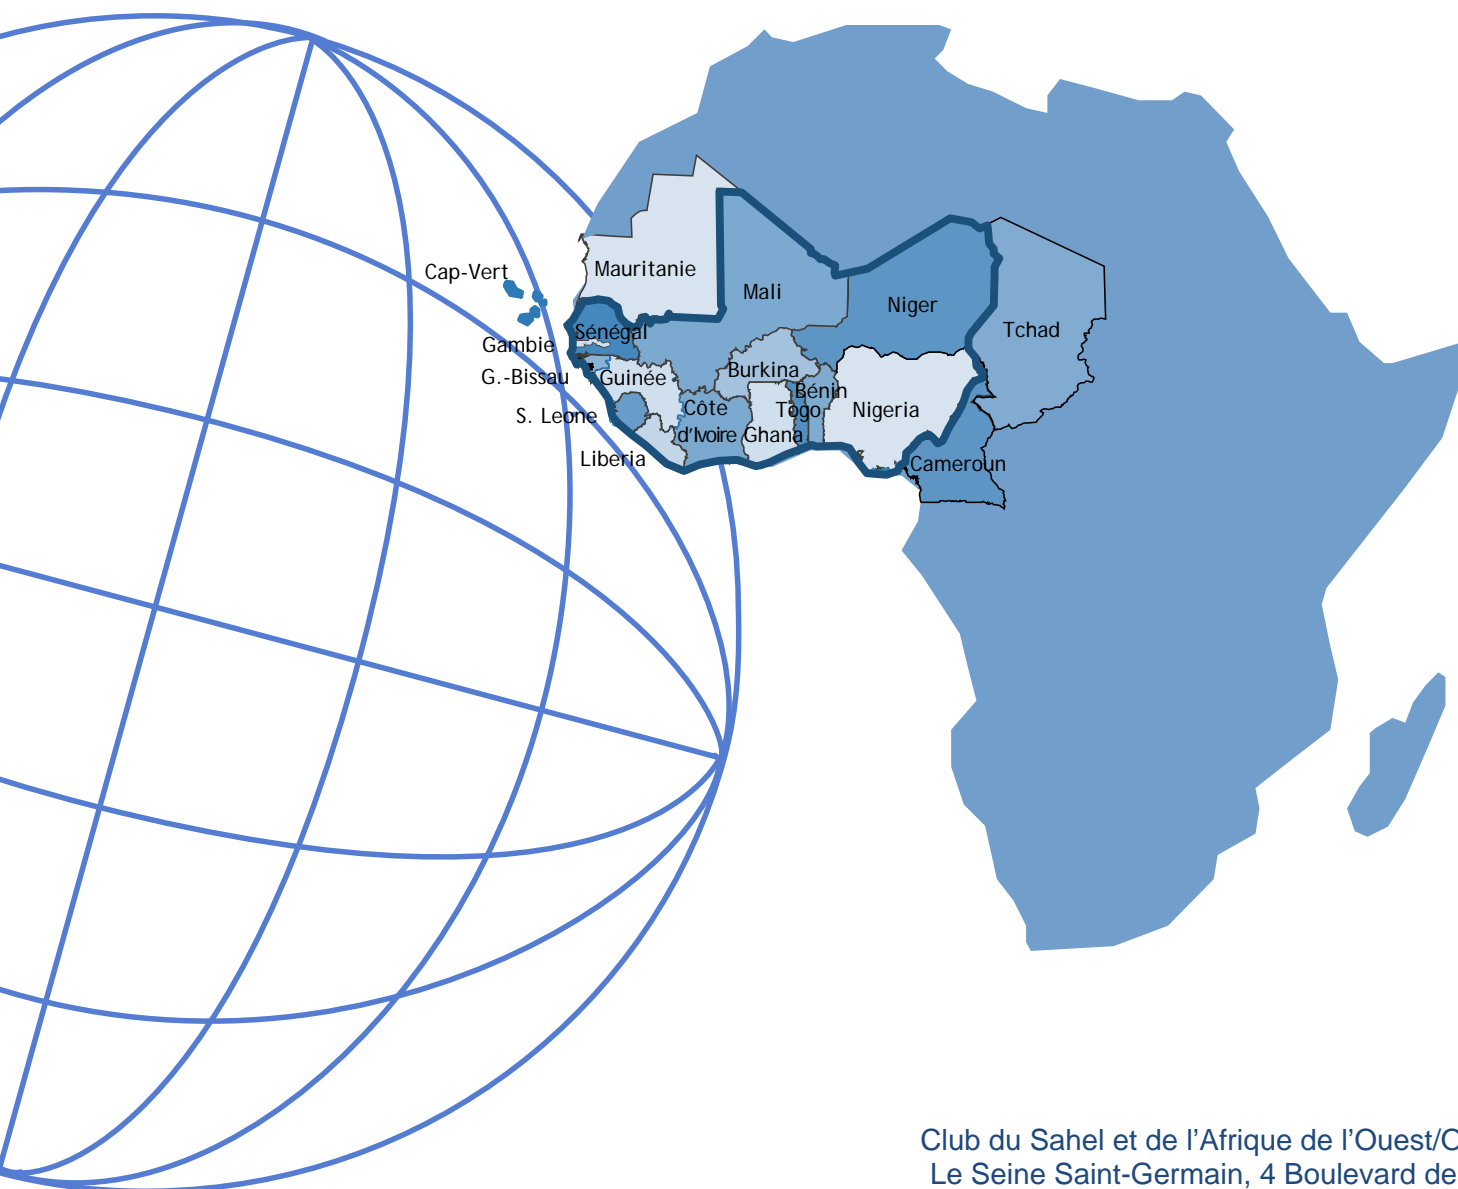 Cap-Vert
Mauritanie
Mali
Niger
Tchad
Sénégal
Gambie
G.-Bissau
Guinée
Burkina
Bénin
Togo
Nigeria
S. Leone
Côte
d'Ivoire
Ghana
Liberia
Cameroun
Club du Sahel et de l’Afrique de l’Ouest/
Le Seine Saint-Germain, 4 Boulevard de